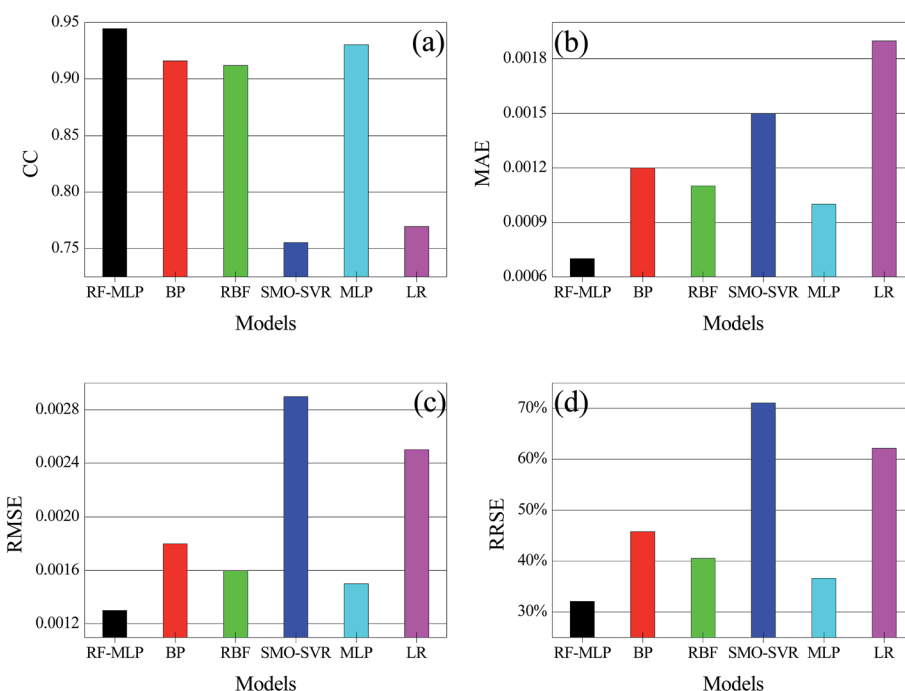 (a)
CC
0.95
0.90
0.85
0.80
0.75
RF-MLP BP RBF SMO-SVR MLP LR
Models
(b)
MAE
0.0018
0.0015
0.0012
0.0009
0.0006
RF-MLP BP RBF SMO-SVR MLP LR
Models
(c)
RMSE
0.0028
0.0024
0.0020
0.0016
0.0012
RF-MLP BP RBF SMO-SVR MLP LR
Models
(d)
RRSE
70%
60%
50%
40%
30%
RF-MLP BP RBF SMO-SVR MLP LR
Models